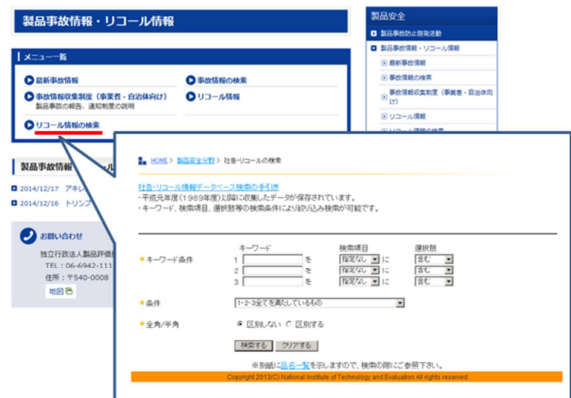 製品事故情報・リコール情報
メニュー一覧
最新事故情報
事故情報の検索
事故情報収集制度（事業者・自治体向け）
製品事故の報告、通知制度の説明
リコール情報
リコール情報の検索
製品事故情報
2014/12/17 アキレ
2014/12/16 トリンプ
お問い合わせ
独立行政法人製品評価
TEL：06-6942-111
住所：〒540-0008
地図
製品安全
製品事故防止啓発活動
製品事故情報・リコール情報
最新事故情報
事故情報の検索
事故情報収集制度（事業者・自治体向け）
リコール情報
リコール情報の検索
HOME > 製品安全分野 > 社告・リコールの検索
社告・リコール情報データベース検索の手引き
・平成元年度(1989年度)以降に収集したデータが保存されています。
・キーワード、検索項目、選択肢等の検索条件により絞り込み検索が可能です。
キーワード 検索項目 選択肢
キーワード条件 1 を 指定なし に 含む
2 を 指定なし に 含む
3 を 指定なし に 含む
条件 1・2・3全てを満たしているもの
全角/半角 区別しない 区別する
検索する クリアする
※別紙に品名一覧を示しますので、検索の際にご参照下さい。
Copyright 2013(C) National Institute of Technology and Evaluation All rights reserved.